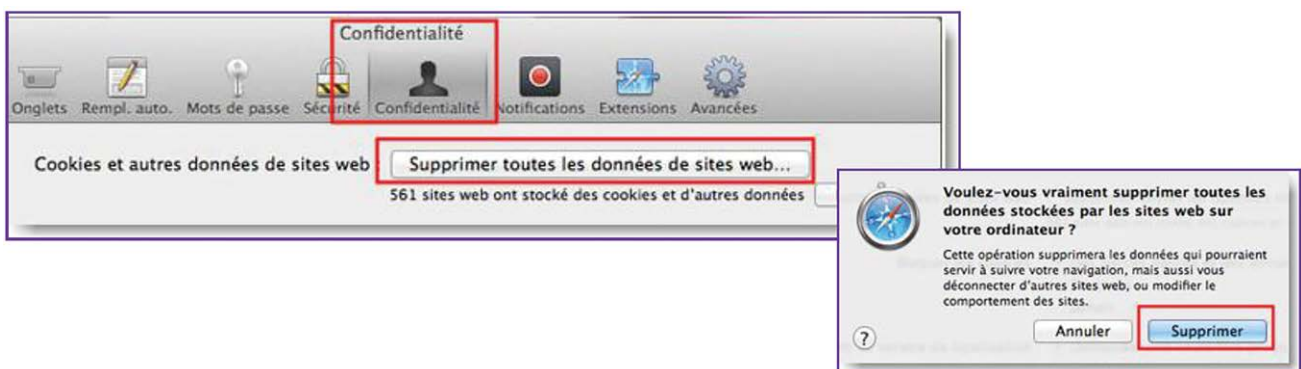 Confidentialité
Onglets Rempl. auto. Mots de passe Sécurité Confidentialité Notifications Extensions Avancées
Cookies et autres données de sites web : Supprimer toutes les données de sites web...
561 sites web ont stocké des cookies et d'autres données
Voulez-vous vraiment supprimer toutes les
données stockées par les sites web sur
votre ordinateur ?
Cette opération supprimera les données qui pourraient
servir à suivre votre navigation, mais aussi vous
déconnecter d'autres sites web, ou modifier le
comportement des sites.
? Annuler Supprimer